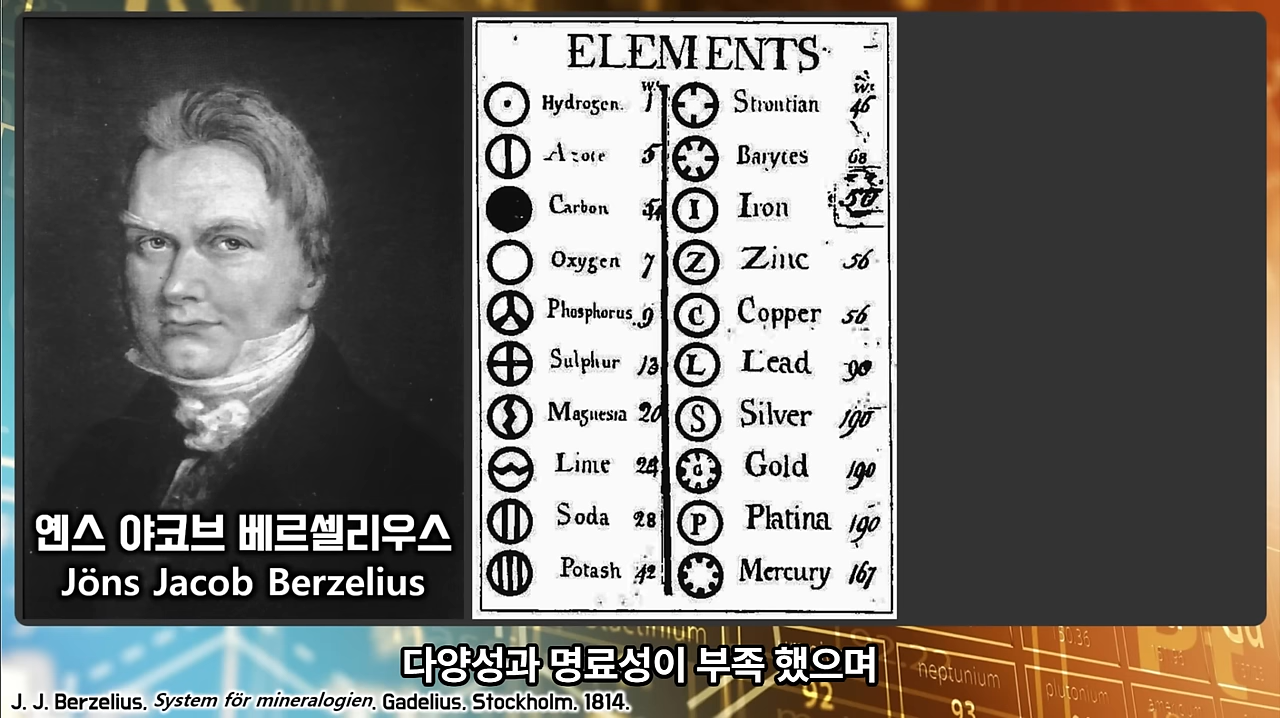 옌스 야코브 베르셀리우스
Jöns Jacob Berzelius
ELEMENTS
Hydrogen. 1
Azote 5
Carbon
Oxygen 7
Phosphorus 9
Sulphur 13
Magnesia 20
Lime 24
Soda 28
Potash 42
Strontian 46
Barytes 68
I Iron 50
Z Zinc 56
C Copper 56
L Lead 90
S Silver 190
G Gold 190
P Platina 190
Mercury 167
다양성과 명료성이 부족 했으며
J. J. Berzelius. System för mineralogien. Gadelius. Stockholm. 1814.
neptunium
plutonium
92
93